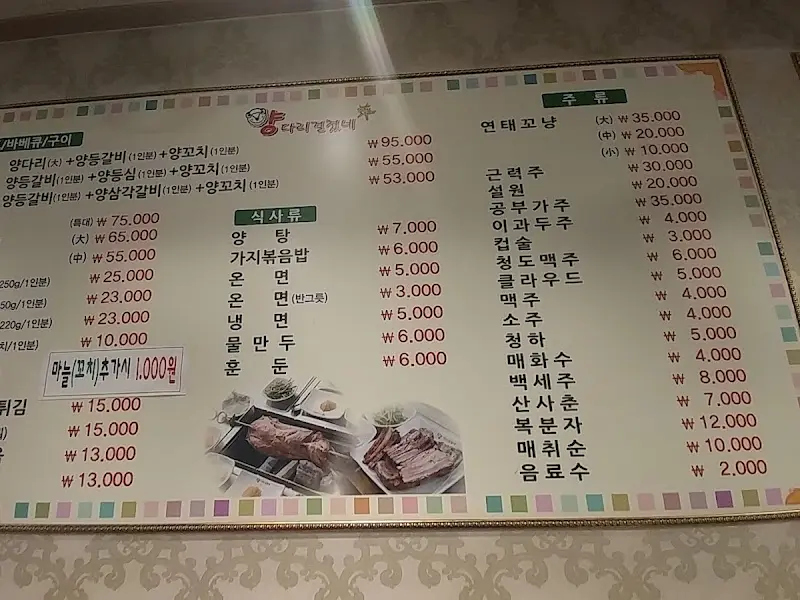 양다리걸쳤네
/바베큐/구이
양다리(大)+양등갈비(1인분)+양꼬치(1인분) ₩95.000
양등갈비(1인분)+양등심(1인분)+양꼬치(1인분) ₩55.000
양등갈비(1인분)+양삼각갈비(1인분)+양꼬치(1인분) ₩53.000
(특대) ₩75.000
(大) ₩65.000
(中) ₩55.000
250g/1인분) ₩25.000
50g/1인분) ₩23.000
220g/1인분) ₩23.000
치/1인분) ₩10.000
마늘(꼬치)추가시 1.000원
튀김 ₩15.000
₩15.000
₩13.000
₩13.000
식사류
양 탕 ₩7.000
가지볶음밥 ₩6.000
온 면 ₩5.000
온 면(반그릇) ₩3.000
냉 면 ₩5.000
물 만 두 ₩6.000
훈 둔 ₩6.000
주 류
연태꼬냥 (大) ₩35.000
(中) ₩20.000
(小) ₩10.000
근력주 ₩30.000
설원 ₩20.000
공부가주 ₩35.000
이과두주 ₩4.000
컵술 ₩3.000
청도맥주 ₩6.000
클라우드 ₩5.000
맥주 ₩4.000
소주 ₩4.000
청하 ₩5.000
매화수 ₩4.000
백세주 ₩8.000
산사춘 ₩7.000
복분자 ₩12.000
매취순 ₩10.000
음료수 ₩2.000